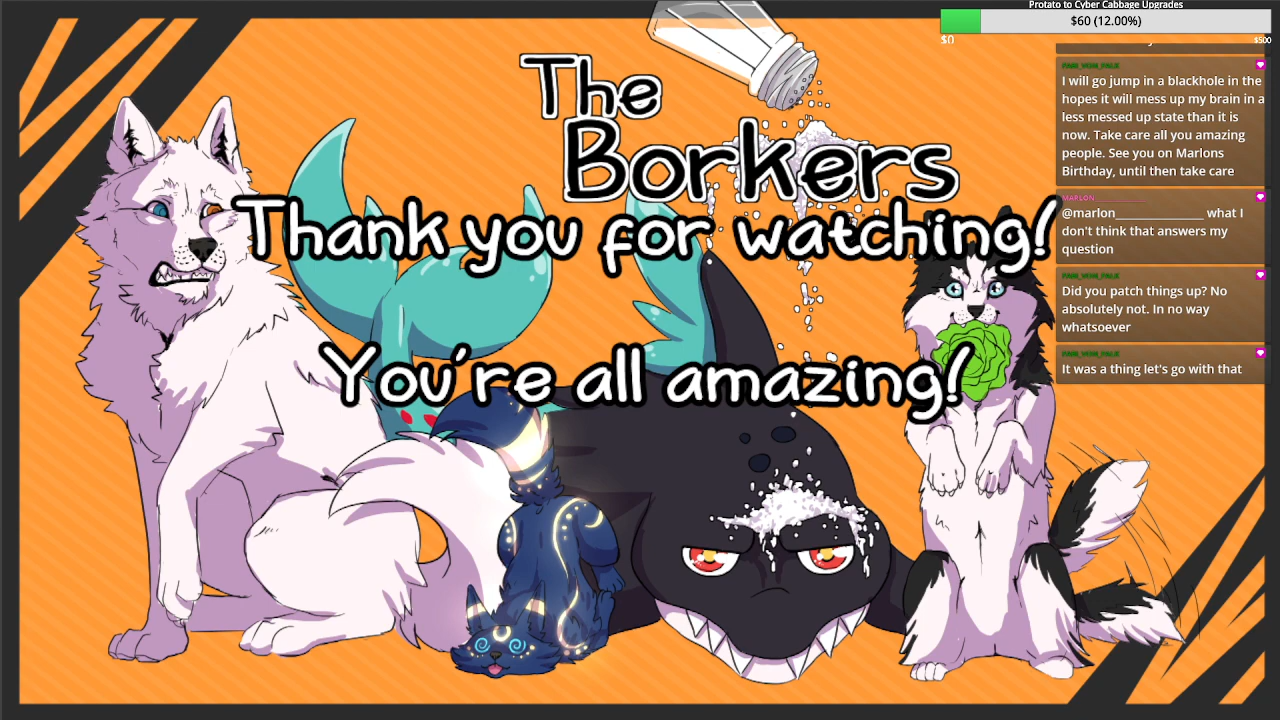 Protato to Cyber Cabbage Upgrades
$60 (12.00%)
$0
$500
The
Borkers
Thank you for watching!
You're all amazing!
I will go jump in a blackhole in the
hopes it will mess up my brain in a
less messed up state than it is
now. Take care all you amazing
people. See you on Marlons
Birthday, until then take care
@marlon________________ what I
don't think that answers my
question
Did you patch things up? No
absolutely not. In no way
whatsoever
It was a thing let's go with that